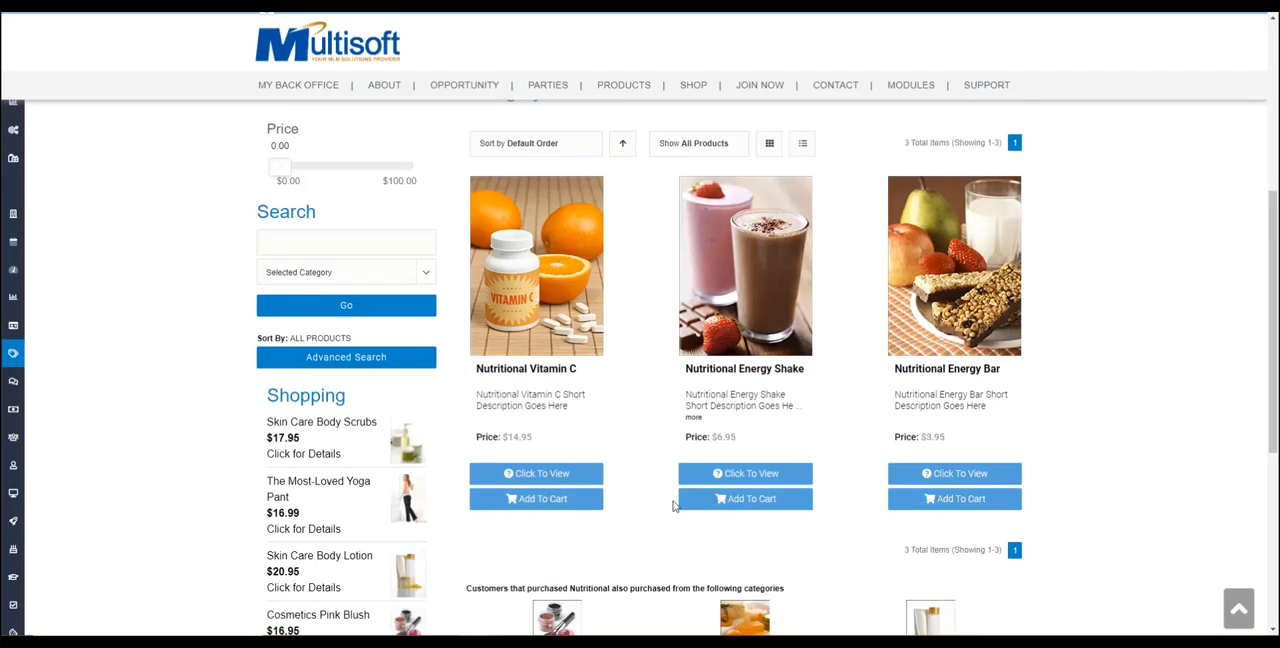 Multisoft
YOUR MLM SOLUTIONS PROVIDER
MY BACK OFFICE | ABOUT | OPPORTUNITY | PARTIES | PRODUCTS | SHOP | JOIN NOW | CONTACT | MODULES | SUPPORT
Price
0.00
$0.00 $100.00
Search
Selected Category
Go
Sort By: ALL PRODUCTS
Advanced Search
Shopping
Skin Care Body Scrubs
$17.95
Click for Details
The Most-Loved Yoga
Pant
$16.99
Click for Details
Skin Care Body Lotion
$20.95
Click for Details
Cosmetics Pink Blush
$16.95
Sort by Default Order
Show All Products
3 Total Items (Showing 1-3) 1
VITAMIN C
Nutritional Vitamin C
Nutritional Vitamin C Short
Description Goes Here
Price: $14.95
Click To View
Add To Cart
Nutritional Energy Shake
Nutritional Energy Shake
Short Description Goes He ...
more
Price: $6.95
Click To View
Add To Cart
Nutritional Energy Bar
Nutritional Energy Bar Short
Description Goes Here
Price: $3.95
Click To View
Add To Cart
3 Total Items (Showing 1-3) 1
Customers that purchased Nutritional also purchased from the following categories